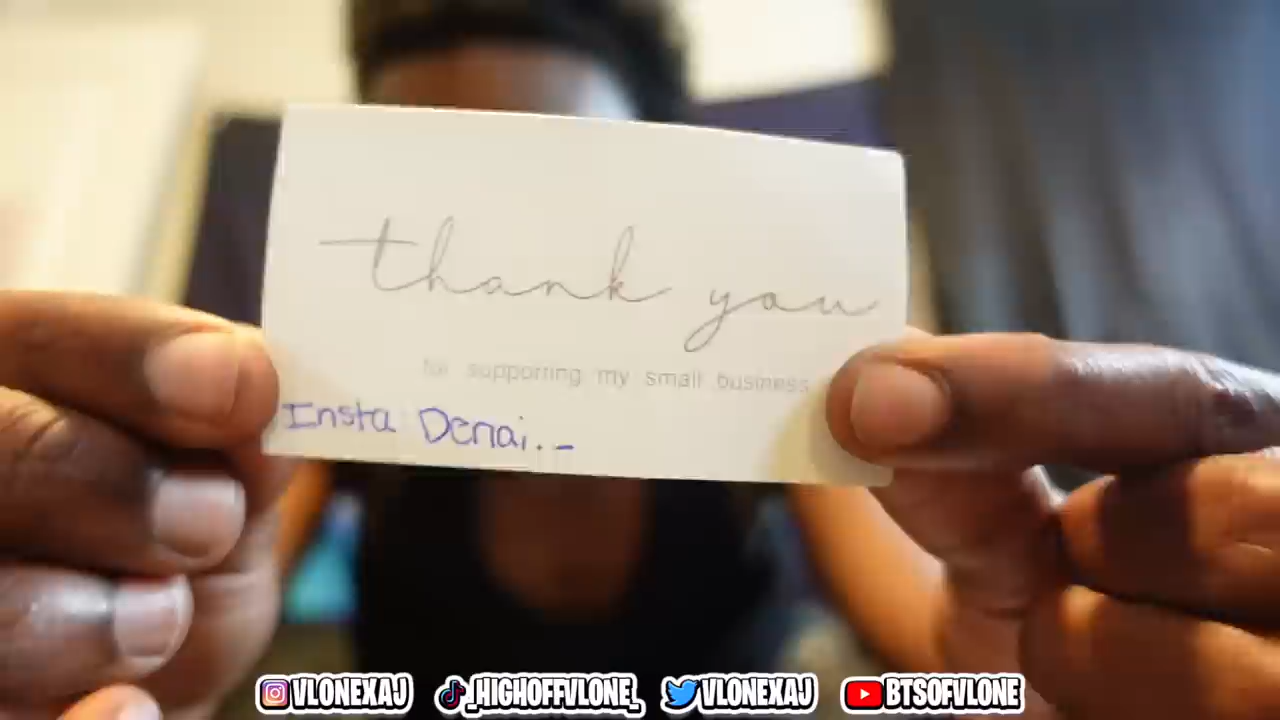 thank you
for supporting my small business
Insta Denai._
VLONEXAJ
_HIGHOFFVLONE_
VLONEXAJ
BTSOFVLONE